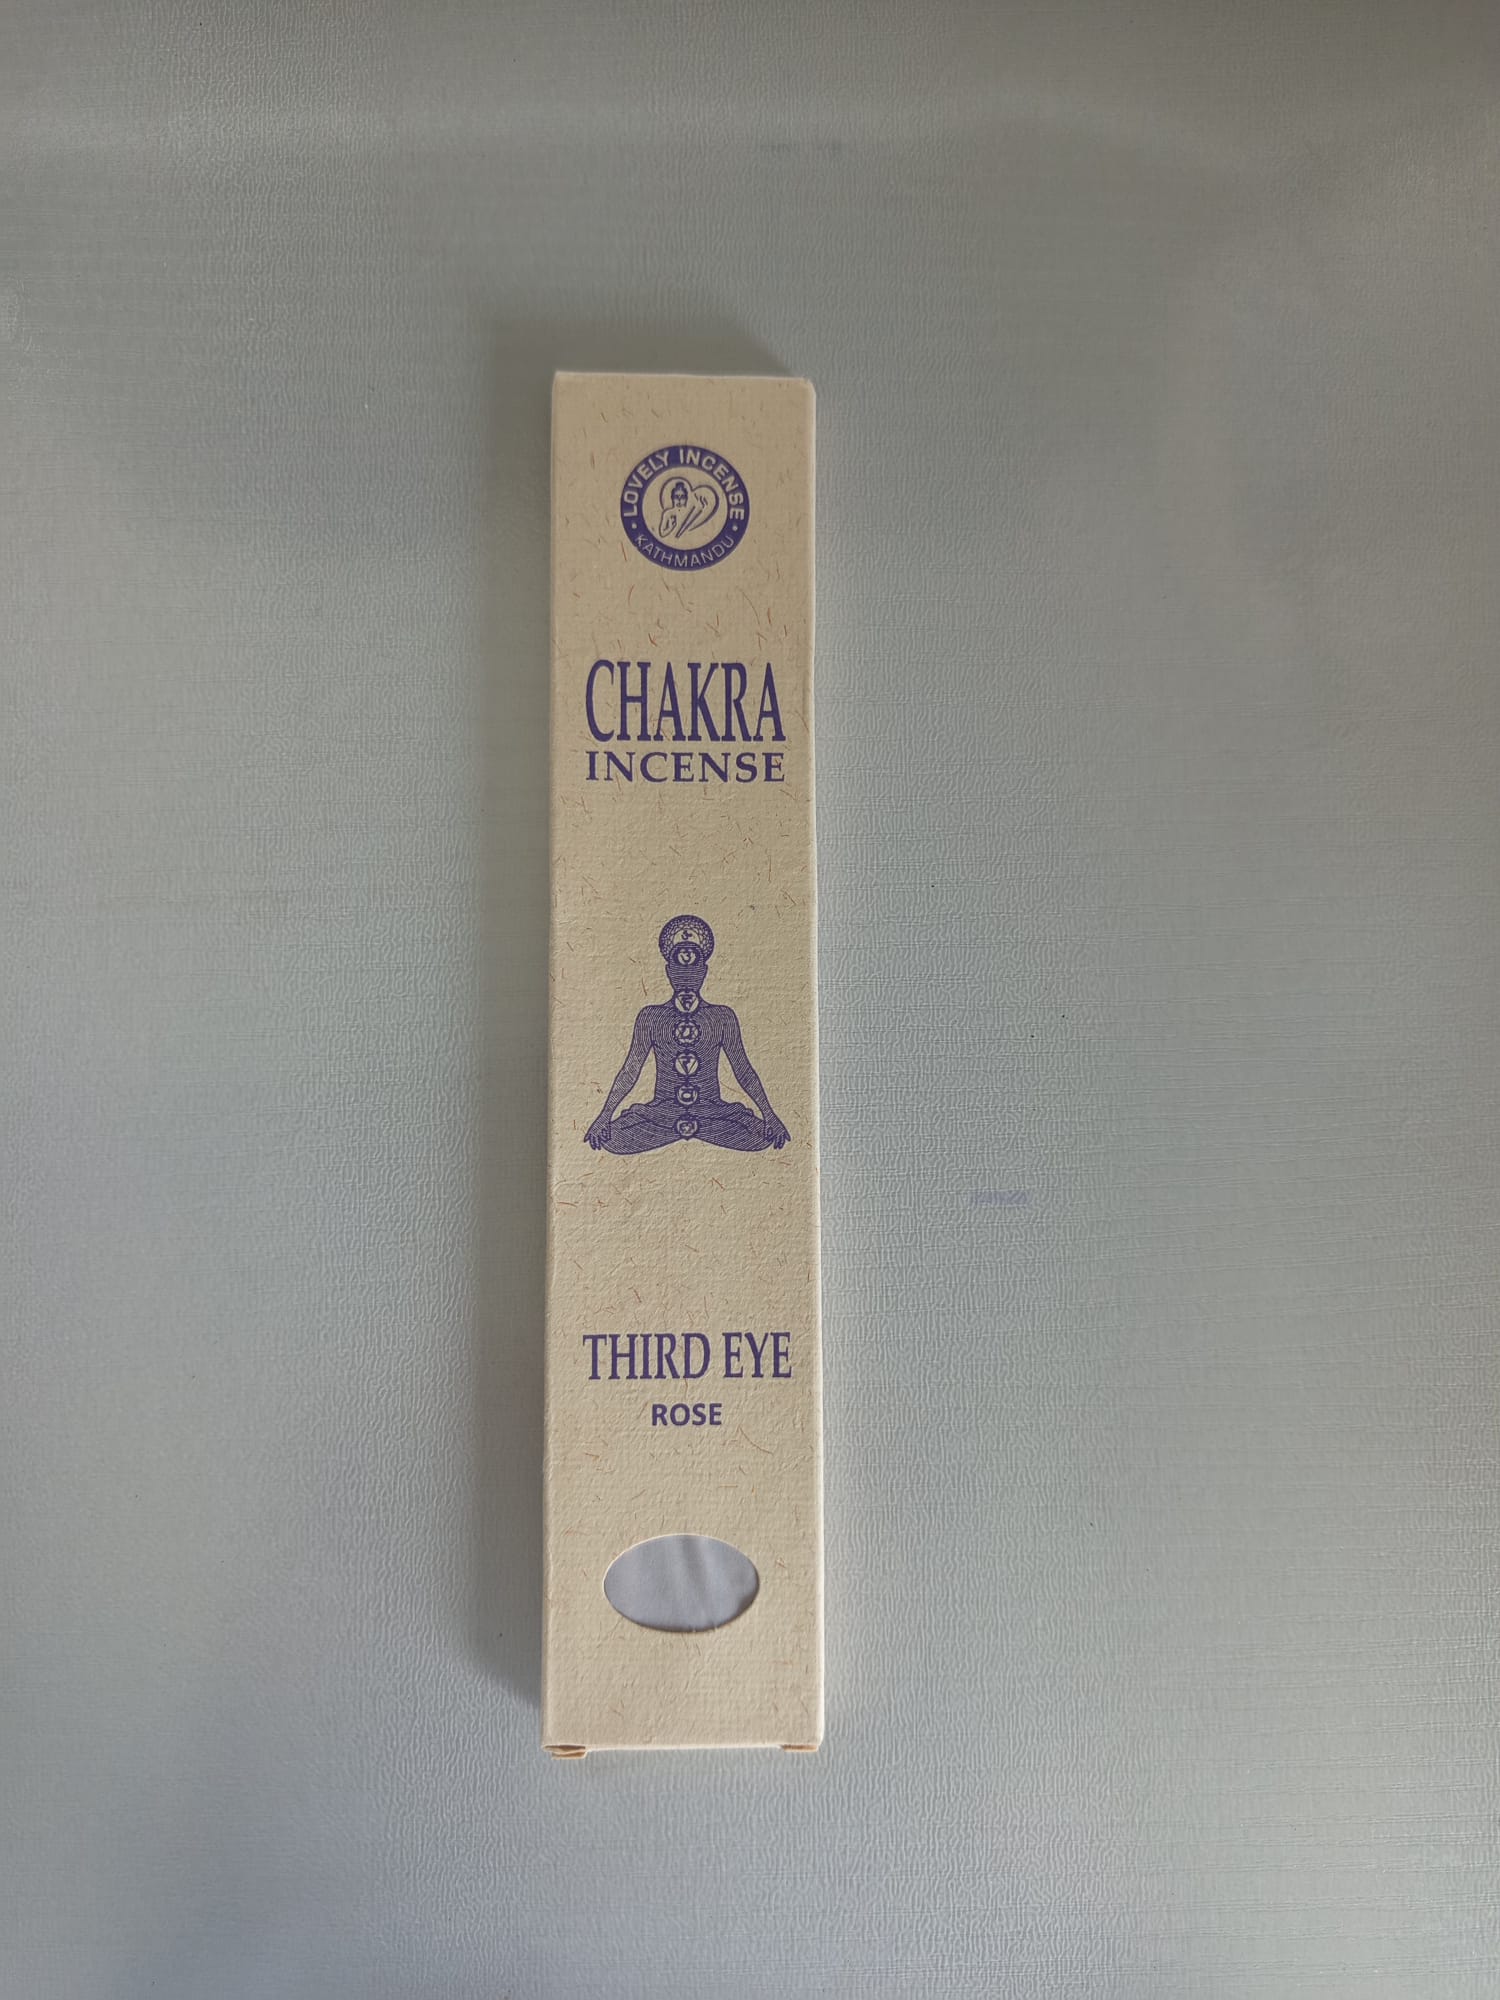 LOVELY INCENSE
KATHMANDU
CHAKRA
INCENSE
THIRD EYE
ROSE